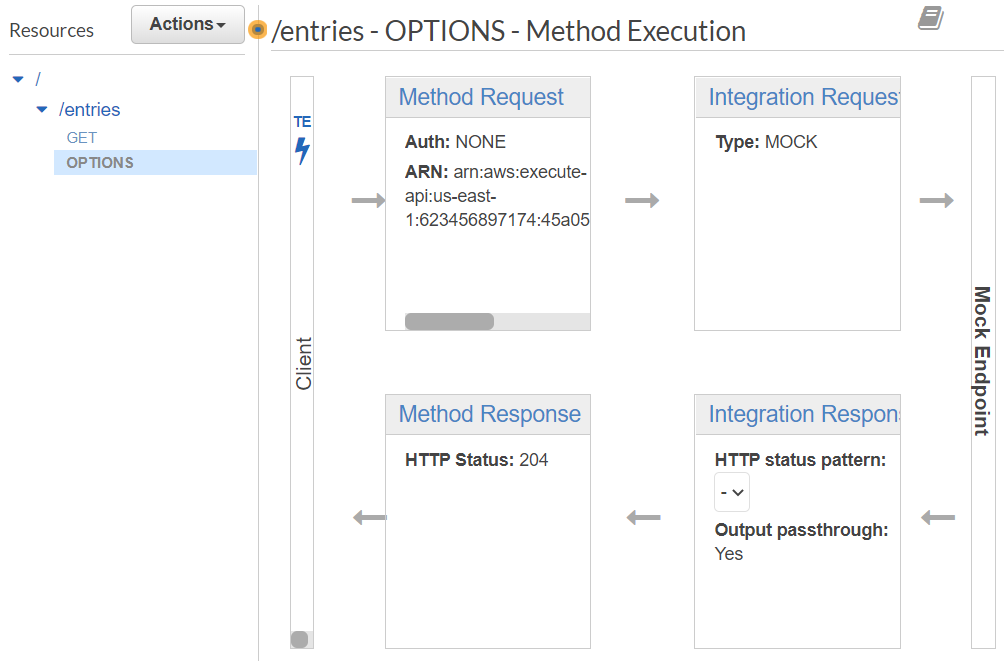 Resources
Actions
/entries - OPTIONS - Method Execution
/
/entries
GET
OPTIONS
TE
Client
Method Request
Auth: NONE
ARN: arn:aws:execute-
api:us-east-
1:623456897174:45a05
Integration Request
Type: MOCK
Mock Endpoint
Method Response
HTTP Status: 204
Integration Respon
HTTP status pattern:
-
Output passthrough:
Yes